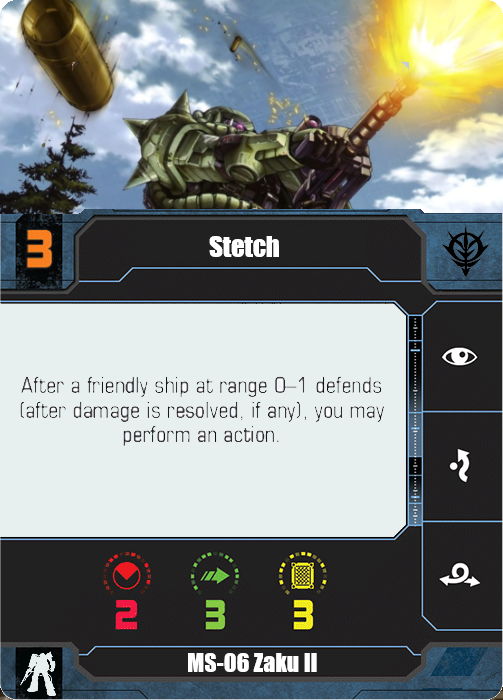 3
Stetch
After a friendly ship at range 0–1 defends
(after damage is resolved, if any), you may
perform an action.
2 3 3
MS-06 Zaku II